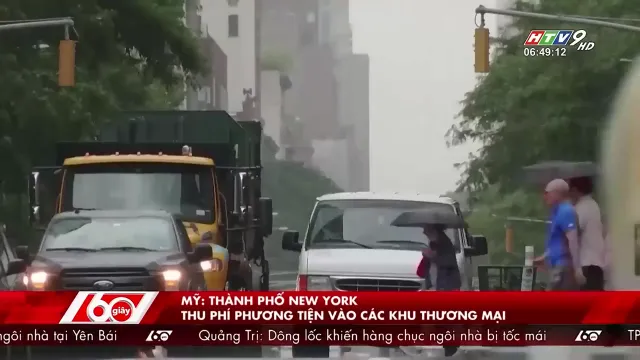 HTV9 HD
06:49:12
60 giây
MỸ: THÀNH PHỐ NEW YORK
THU PHÍ PHƯƠNG TIỆN VÀO CÁC KHU THƯƠNG MẠI
ngôi nhà tại Yên Bái 60 Quảng Trị: Dông lốc khiến hàng chục ngôi nhà bị tốc mái 60 TP